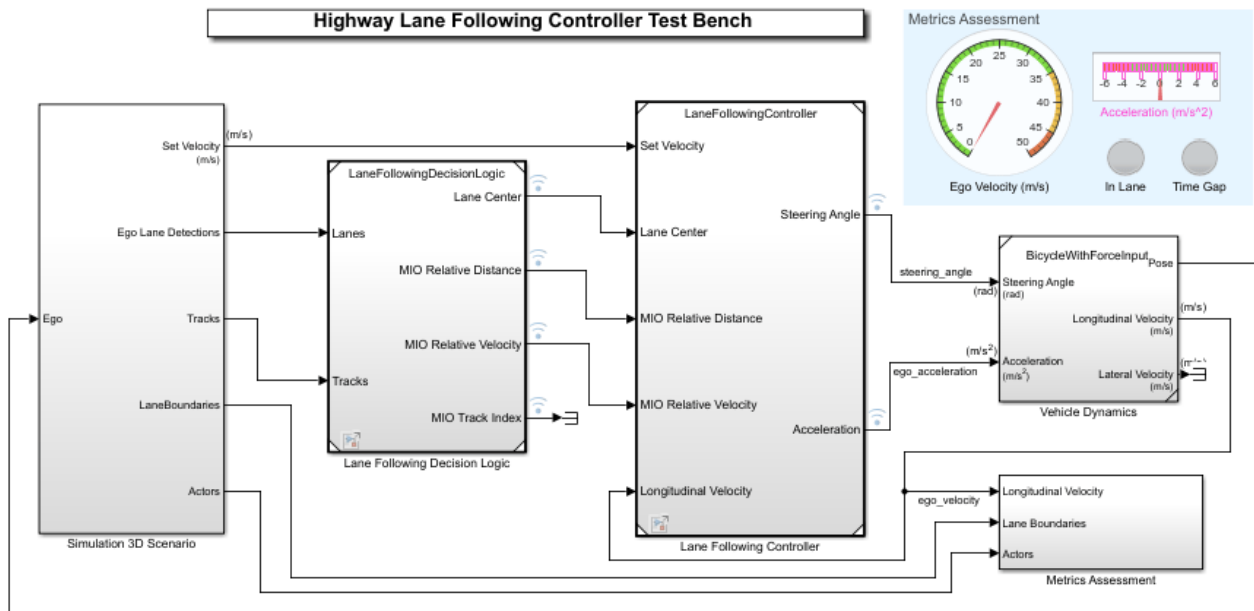 Highway Lane Following Controller Test Bench
Metrics Assessment
0
5
10
15
20
25
30
35
40
45
50
Ego Velocity (m/s)
-6 -4 -2 0 2 4 6
Acceleration (m/s^2)
In Lane
Time Gap
Set Velocity
(m/s)
Ego Lane Detections
Ego
Tracks
LaneBoundaries
Actors
Simulation 3D Scenario
(m/s)
LaneFollowingDecisionLogic
Lane Center
Lanes
MIO Relative Distance
MIO Relative Velocity
Tracks
MIO Track Index
Lane Following Decision Logic
LaneFollowingController
Set Velocity
Steering Angle
Lane Center
MIO Relative Distance
MIO Relative Velocity
Acceleration
Longitudinal Velocity
Lane Following Controller
steering_angle
(rad)
(m/s²)
ego_acceleration
BicycleWithForceInput
Pose
Steering Angle
(rad)
Longitudinal Velocity
(m/s)
Acceleration
(m/s²)
Lateral Velocity
(m/s)
(m/s)
Vehicle Dynamics
ego_velocity
Longitudinal Velocity
Lane Boundaries
Actors
Metrics Assessment